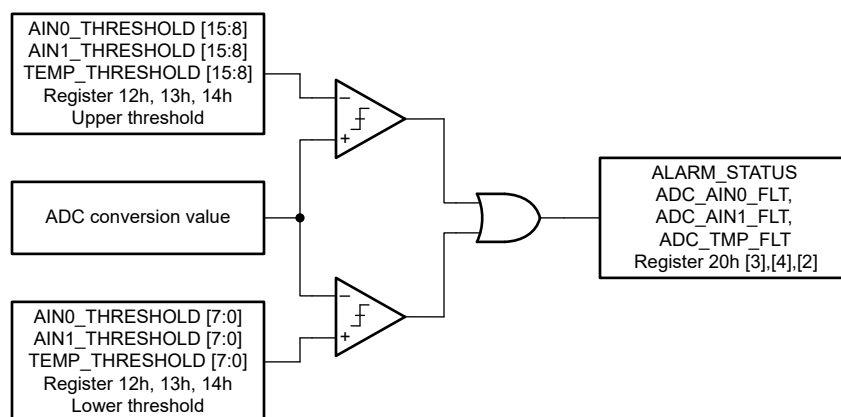 AIN0_THRESHOLD [15:8]
AIN1_THRESHOLD [15:8]
TEMP_THRESHOLD [15:8]
Register 12h, 13h, 14h
Upper threshold
−
+
ADC conversion value
ALARM_STATUS
ADC_AIN0_FLT,
ADC_AIN1_FLT,
ADC_TMP_FLT
Register 20h [3],[4],[2]
−
+
AIN0_THRESHOLD [7:0]
AIN1_THRESHOLD [7:0]
TEMP_THRESHOLD [7:0]
Register 12h, 13h, 14h
Lower threshold